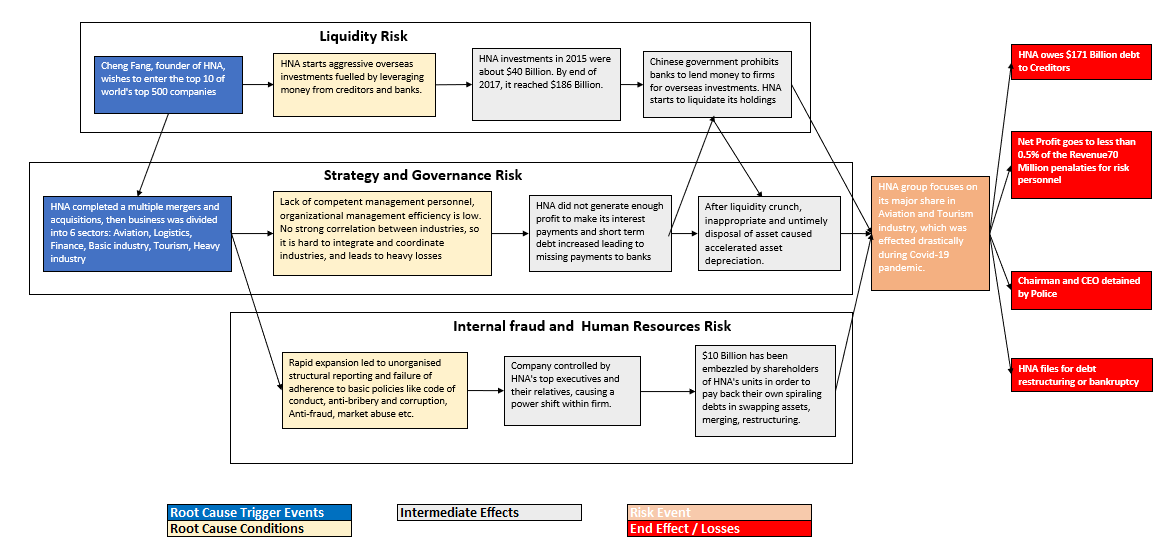 Liquidity Risk
Cheng Fang, founder of HNA,
wishes to enter the top 10 of
world's top 500 companies
HNA starts aggressive overseas
investments fuelled by leveraging
money from creditors and banks.
HNA investments in 2015 were
about $40 Billion. By end of
2017, it reached $186 Billion.
Chinese government prohibits
banks to lend money to firms
for overseas investments. HNA
starts to liquidate its holdings
HNA owes $171 Billion debt
to Creditors
Net Profit goes to less than
0.5% of the Revenue70
Million penalaties for risk
personnel
Strategy and Governance Risk
HNA completed a multiple mergers and
acquisitions, then business was divided
into 6 sectors: Aviation, Logistics,
Finance, Basic industry, Tourism, Heavy
industry
Lack of competent management personnel,
organizational management efficiency is low.
No strong correlation between industries, so
it is hard to integrate and coordinate
industries, and leads to heavy losses
HNA did not generate enough
profit to make its interest
payments and short term
debt increased leading to
missing payments to banks
After liquidity crunch,
inappropriate and untimely
disposal of asset caused
accelerated asset
depreciation.
HNA group focuses on
its major share in
Aviation and Tourism
industry, which was
effected drastically
during Covid-19
pandemic.
Chairman and CEO detained
by Police
Internal fraud and Human Resources Risk
Rapid expansion led to unorganised
structural reporting and failure of
adherence to basic policies like code of
conduct, anti-bribery and corruption,
Anti-fraud, market abuse etc.
Company controlled by
HNA's top executives and
their relatives, causing a
power shift within firm.
$10 Billion has been
embezzled by shareholders
of HNA's units in order to
pay back their own spiraling
debts in swapping assets,
merging, restructuring.
HNA files for debt
restructuring or bankruptcy
Root Cause Trigger Events
Root Cause Conditions
Intermediate Effects
Risk Event
End Effect / Losses